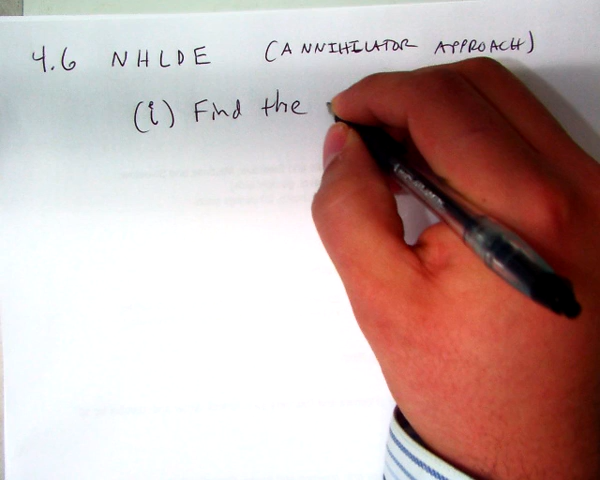 4.6 NHLDE (ANNIHILATOR APPROACH)
(i) Find the